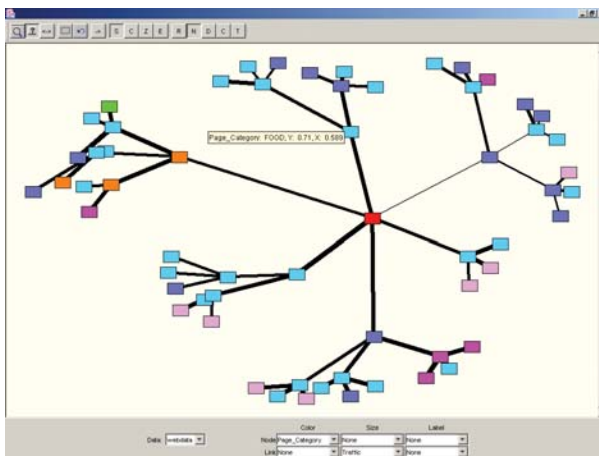 S C Z E R N D C T
Page_Category: FOOD, Y: 0.71, X: 0.589
Color Size Label
Data: webdata Node Page_Category None None
Link None Traffic None